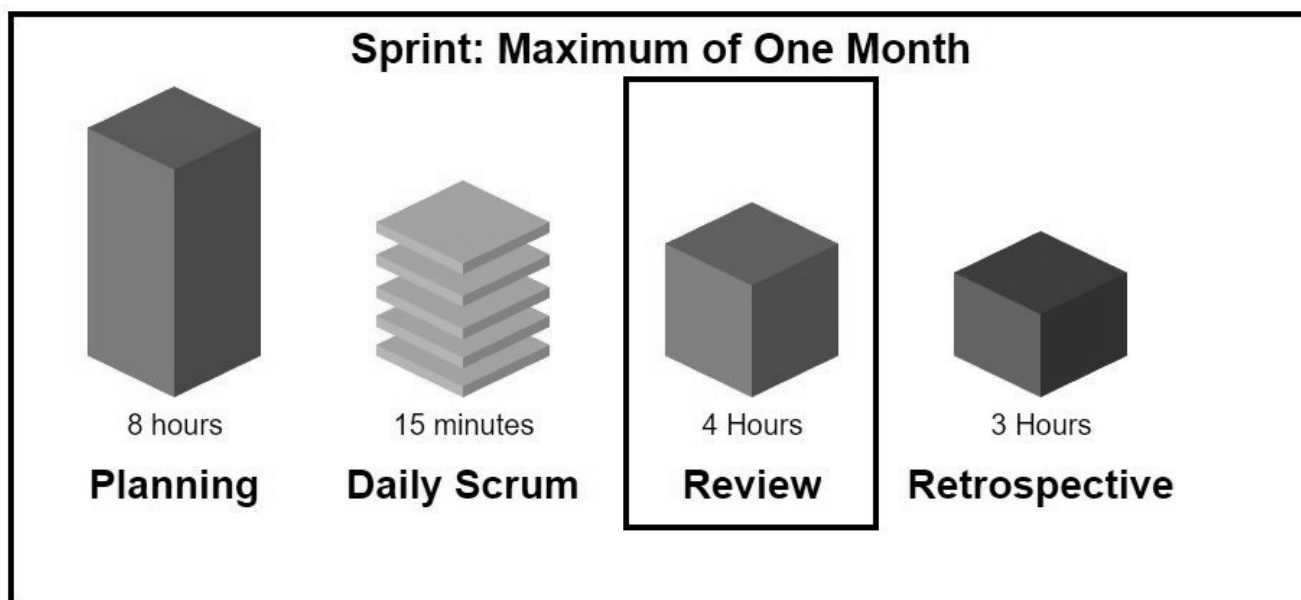 Sprint: Maximum of One Month
8 hours
Planning
15 minutes
Daily Scrum
4 Hours
Review
3 Hours
Retrospective